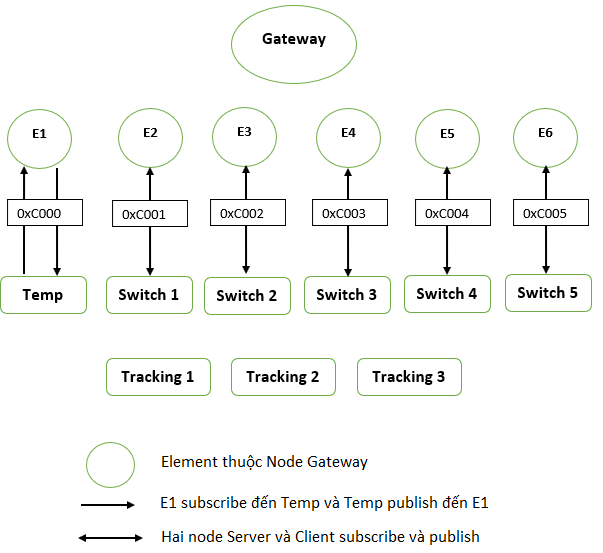 Gateway
E1 E2 E3 E4 E5 E6
0xC000 0xC001 0xC002 0xC003 0xC004 0xC005
Temp Switch 1 Switch 2 Switch 3 Switch 4 Switch 5
Tracking 1 Tracking 2 Tracking 3
Element thuộc Node Gateway
E1 subscribe đến Temp và Temp publish đến E1
Hai node Server và Client subscribe và publish